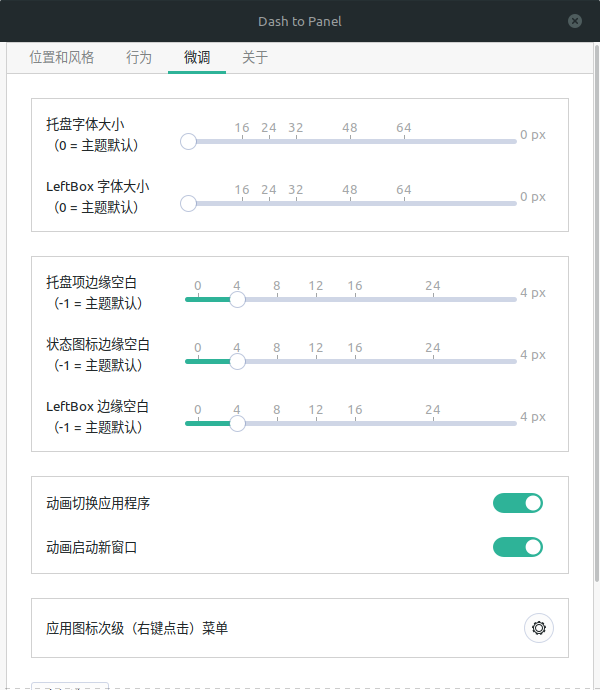 Dash to Panel
位置和风格 行为 微调 关于
托盘字体大小
（0 = 主题默认）
16 24 32 48 64
0 px
LeftBox 字体大小
（0 = 主题默认）
16 24 32 48 64
0 px
托盘项边缘空白
（-1 = 主题默认）
0 4 8 12 16 24
4 px
状态图标边缘空白
（-1 = 主题默认）
0 4 8 12 16 24
4 px
LeftBox 边缘空白
（-1 = 主题默认）
0 4 8 12 16 24
4 px
动画切换应用程序
动画启动新窗口
应用图标次级（右键点击）菜单